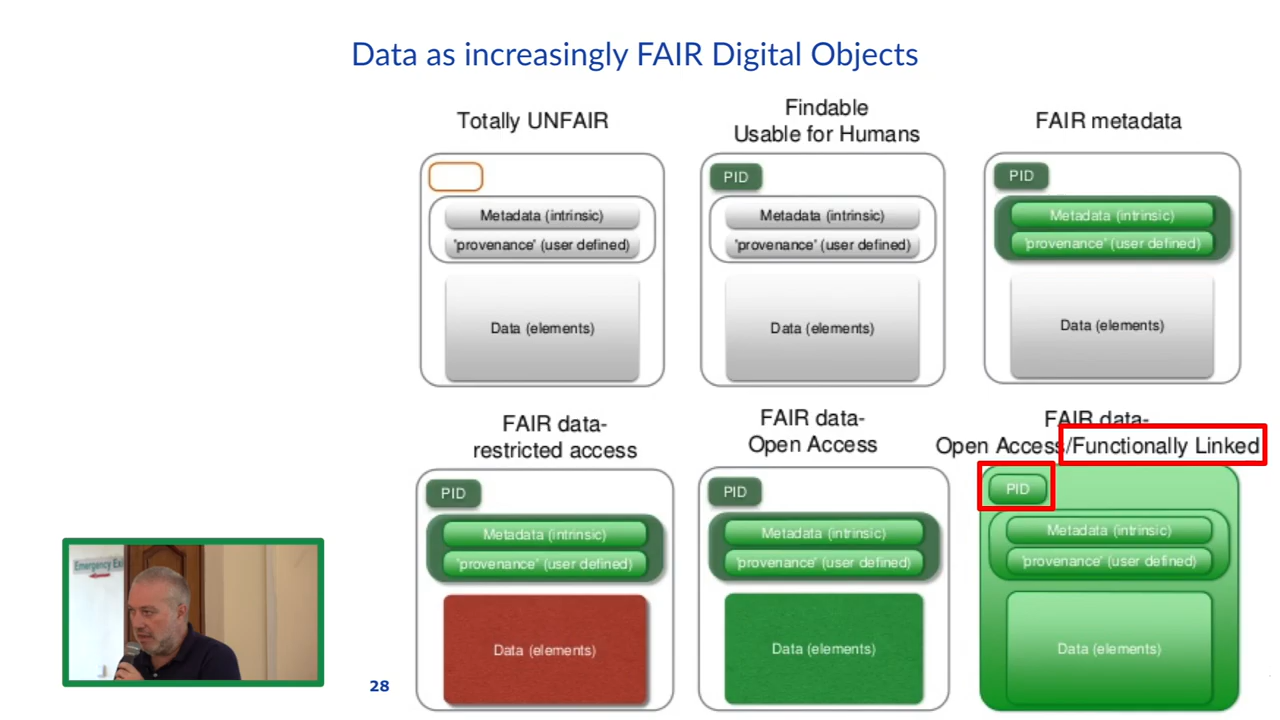 Data as increasingly FAIR Digital Objects
Totally UNFAIR
Metadata (intrinsic)
'provenance' (user defined)
Data (elements)
Findable
Usable for Humans
PID
Metadata (intrinsic)
'provenance' (user defined)
Data (elements)
FAIR metadata
PID
Metadata (intrinsic)
'provenance' (user defined)
Data (elements)
FAIR data-
restricted access
PID
Metadata (intrinsic)
'provenance' (user defined)
Data (elements)
FAIR data-
Open Access
PID
Metadata (intrinsic)
'provenance' (user defined)
Data (elements)
FAIR data-
Open Access/Functionally Linked
PID
Metadata (intrinsic)
'provenance' (user defined)
Data (elements)
Emergency Exi
28